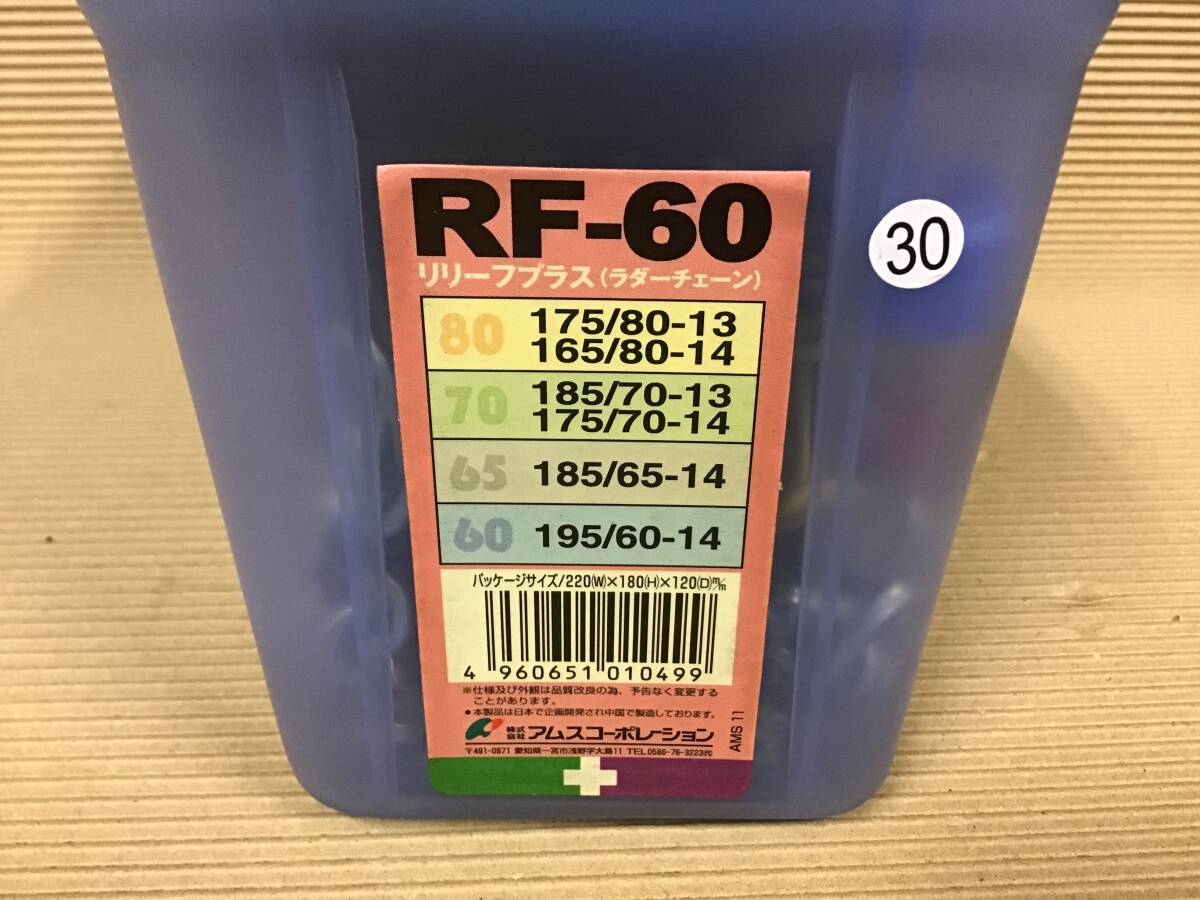 RF-60
リリーフプラス(ラダーチェーン)
30
80 175/80-13
165/80-14
70 185/70-13
175/70-14
65 185/65-14
60 195/60-14
パッケージサイズ/220(W)×180(H)×120(D)m/m
4 960651 010499
※仕様及び外観は品質改良の為、予告なく変更する
ことがあります。
●本製品は日本で企画開発され中国で製造しております。
株式会社 アムスコーポレーション
〒491-0871 愛知県一宮市浅野字大島11 TEL.0586-76-3223代
AMS 11